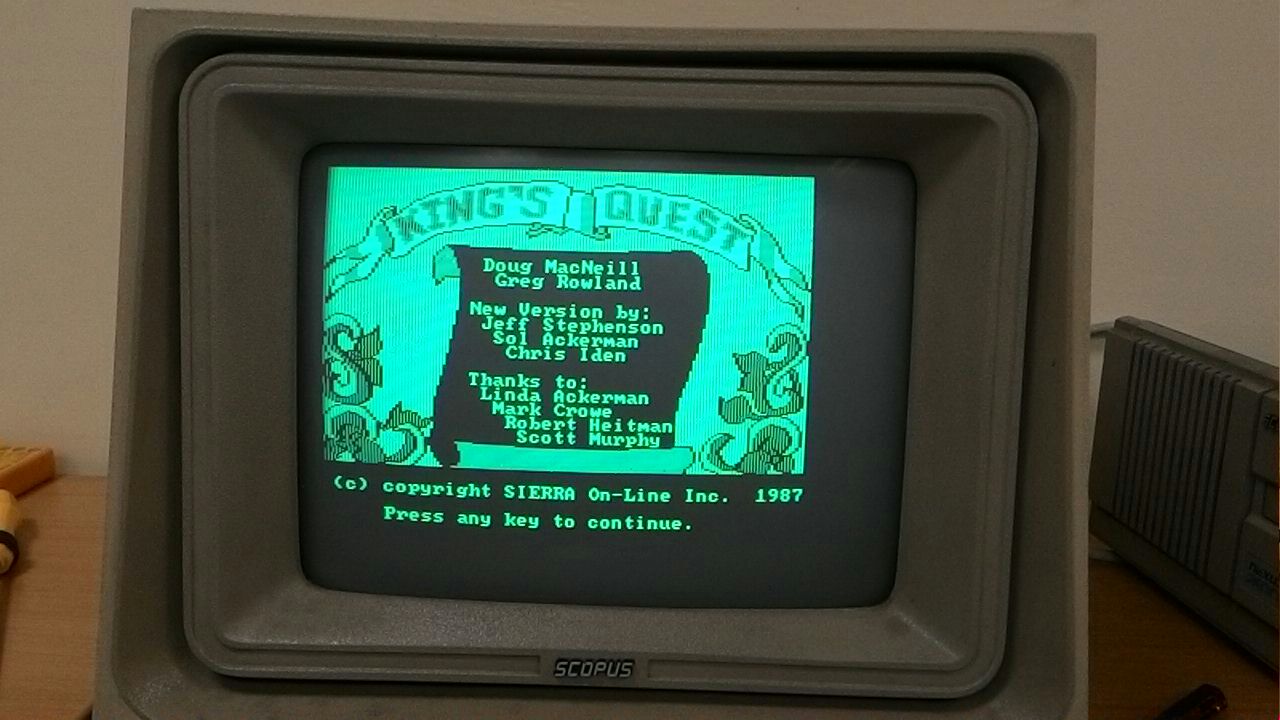 KING'S QUEST
Doug MacNeill
Greg Rowland
New Version by:
Jeff Stephenson
Sol Ackerman
Chris Iden
Thanks to:
Linda Ackerman
Mark Crowe
Robert Heitman
Scott Murphy
(c) copyright SIERRA On-Line Inc. 1987
Press any key to continue.
SCOPUS